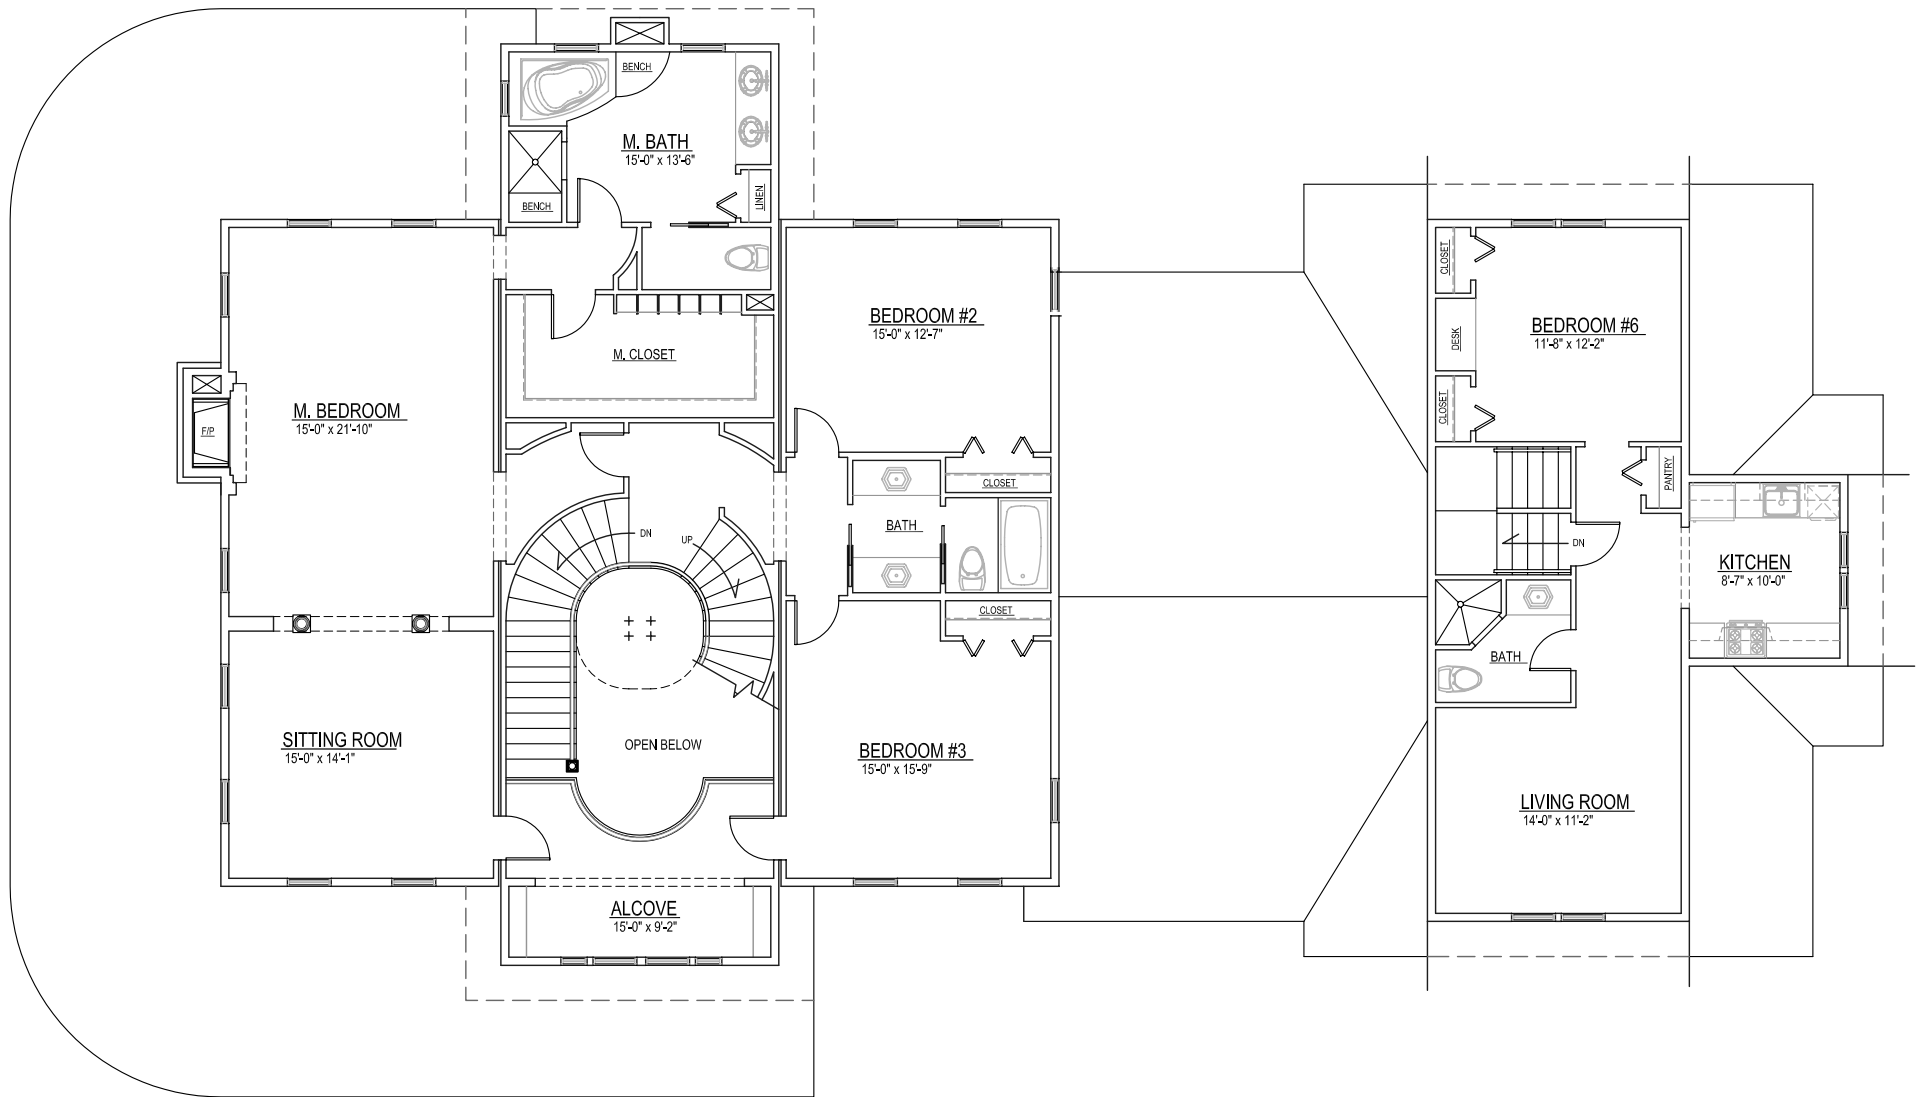 BENCH
M. BATH
15'-0" x 13'-6"
LINEN
BENCH
M. CLOSET
M. BEDROOM
15'-0" x 21'-10"
F/P
DN
UP
SITTING ROOM
15'-0" x 14'-1"
OPEN BELOW
ALCOVE
15'-0" x 9'-2"
BEDROOM #2
15'-0" x 12'-7"
CLOSET
BATH
CLOSET
BEDROOM #3
15'-0" x 15'-9"
CLOSET
BEDROOM #6
11'-8" x 12'-2"
DESK
CLOSET
PANTRY
DN
KITCHEN
8'-7" x 10'-0"
BATH
LIVING ROOM
14'-0" x 11'-2"